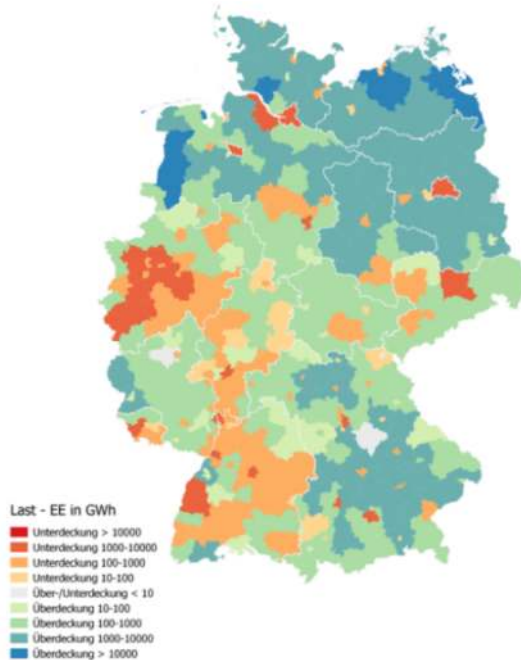 Last - EE in GWh
Unterdeckung > 10000
Unterdeckung 1000-10000
Unterdeckung 100-1000
Unterdeckung 10-100
Über-/Unterdeckung < 10
Überdeckung 10-100
Überdeckung 100-1000
Überdeckung 1000-10000
Überdeckung > 10000